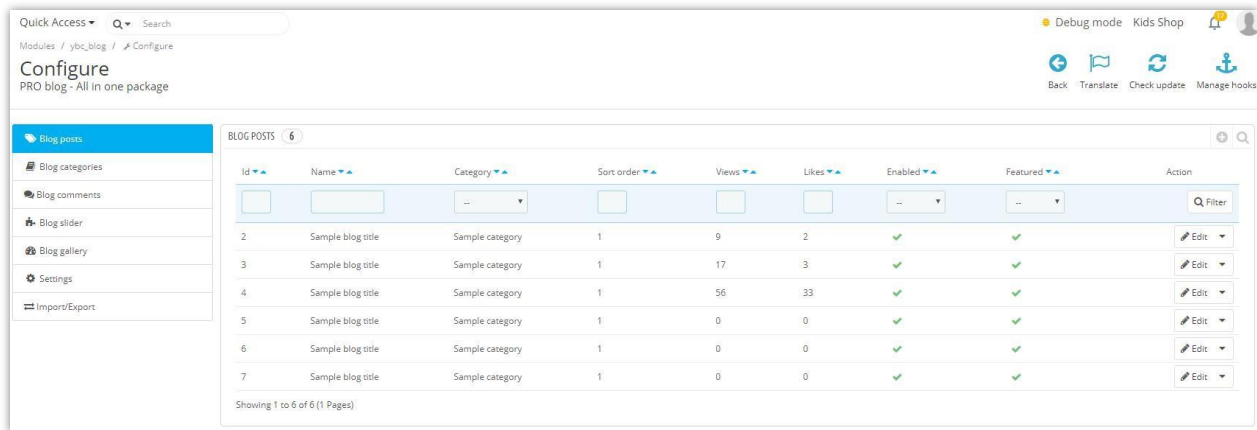 Quick Access Search Debug mode Kids Shop
Modules / ybc_blog / Configure
Configure
PRO blog - All in one package
Back Translate Check update Manage hooks
Blog posts
Blog categories
Blog comments
Blog slider
Blog gallery
Settings
Import/Export
BLOG POSTS 6
Id Name Category Sort order Views Likes Enabled Featured Action
-- -- -- Filter
2 Sample blog title Sample category 1 9 2 Edit
3 Sample blog title Sample category 1 17 3 Edit
4 Sample blog title Sample category 1 56 33 Edit
5 Sample blog title Sample category 1 0 0 Edit
6 Sample blog title Sample category 1 0 0 Edit
7 Sample blog title Sample category 1 0 0 Edit
Showing 1 to 6 of 6 (1 Pages)